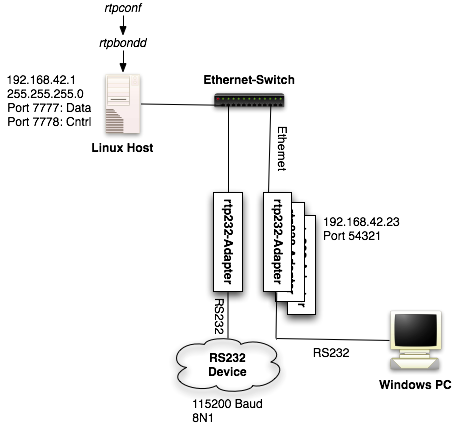 rtpconf
rtpbondd
192.168.42.1
255.255.255.0
Port 7777: Data
Port 7778: Cntrl
Linux Host
Ethernet-Switch
Ethernet
rtp232-Adapter
rtp232-Adapter
192.168.42.23
Port 54321
RS232
RS232
Device
115200 Baud
8N1
RS232
Windows PC